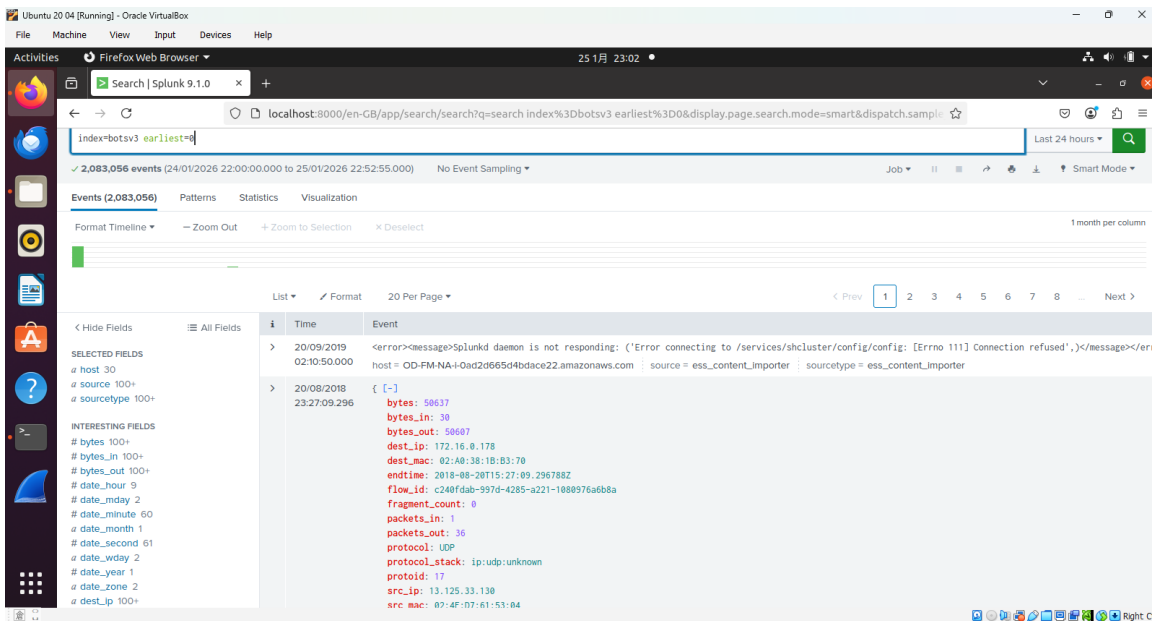 Ubuntu 20 04 [Running] - Oracle VirtualBox
File Machine View Input Devices Help
Activities Firefox Web Browser 25 1月 23:02
Search | Splunk 9.1.0
localhost:8000/en-GB/app/search/search?q=search index%3Dbotsv3 earliest%3D0&display.page.search.mode=smart&dispatch.sample
index=botsv3 earliest=0 Last 24 hours
2,083,056 events (24/01/2026 22:00:00.000 to 25/01/2026 22:52:55.000) No Event Sampling Job Smart Mode
Events (2,083,056) Patterns Statistics Visualization
Format Timeline — Zoom Out + Zoom to Selection × Deselect 1 month per column
List Format 20 Per Page < Prev 1 2 3 4 5 6 7 8 ... Next >
< Hide Fields All Fields i Time Event
SELECTED FIELDS
a host 30
a source 100+
a sourcetype 100+
INTERESTING FIELDS
# bytes 100+
# bytes_in 100+
# bytes_out 100+
# date_hour 9
# date_mday 2
# date_minute 60
a date_month 1
# date_second 61
a date_wday 2
# date_year 1
a date_zone 2
a dest_ip 100+
> 20/09/2019 02:10:50.000
<error><message>Splunkd daemon is not responding: ('Error connecting to /services/shcluster/config/config: [Errno 111] Connection refused',)</message></err
host = OD-FM-NA-i-0ad2d665d4bdace22.amazonaws.com source = ess_content_importer sourcetype = ess_content_importer
> 20/08/2018 23:27:09.296
{ [-]
bytes: 50637
bytes_in: 30
bytes_out: 50607
dest_ip: 172.16.0.178
dest_mac: 02:A0:38:1B:B3:70
endtime: 2018-08-20T15:27:09.296788Z
flow_id: c240fdab-997d-4285-a221-1080976a6b8a
fragment_count: 0
packets_in: 1
packets_out: 36
protocol: UDP
protocol_stack: ip:udp:unknown
protoid: 17
src_ip: 13.125.33.130
src_mac: 02:4F:D7:61:53:04
Right C